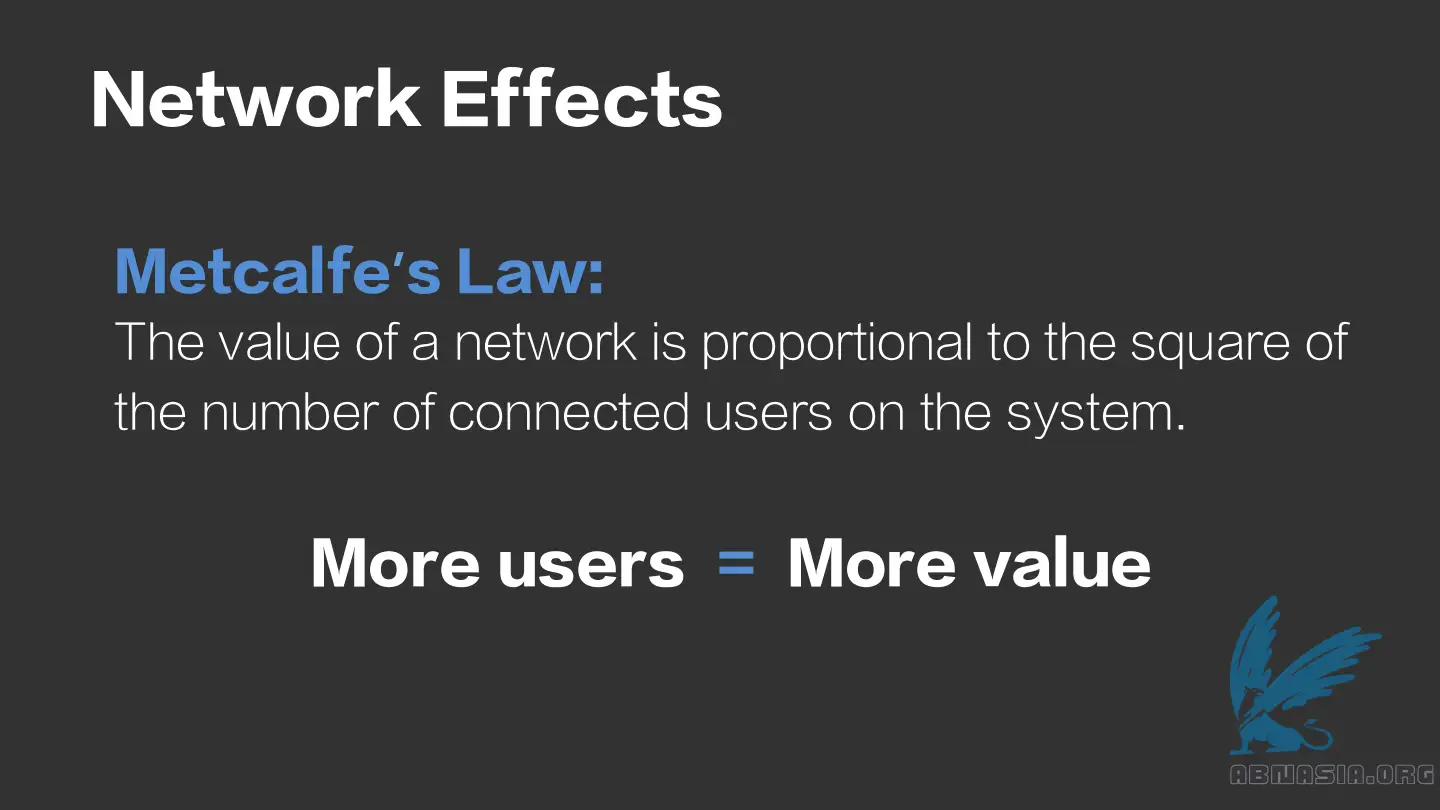 Network Effects
Metcalfe’s Law:
The value of a network is proportional to the square of
the number of connected users on the system.
More users = More value
ABNASIA.ORG